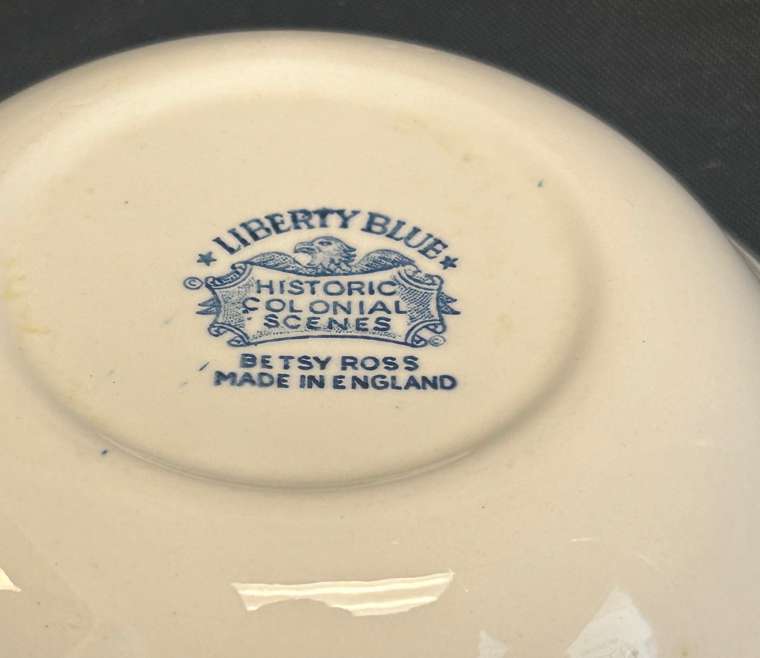 ★ LIBERTY BLUE ★
©
HISTORIC
COLONIAL
SCENES
©
BETSY ROSS
MADE IN ENGLAND